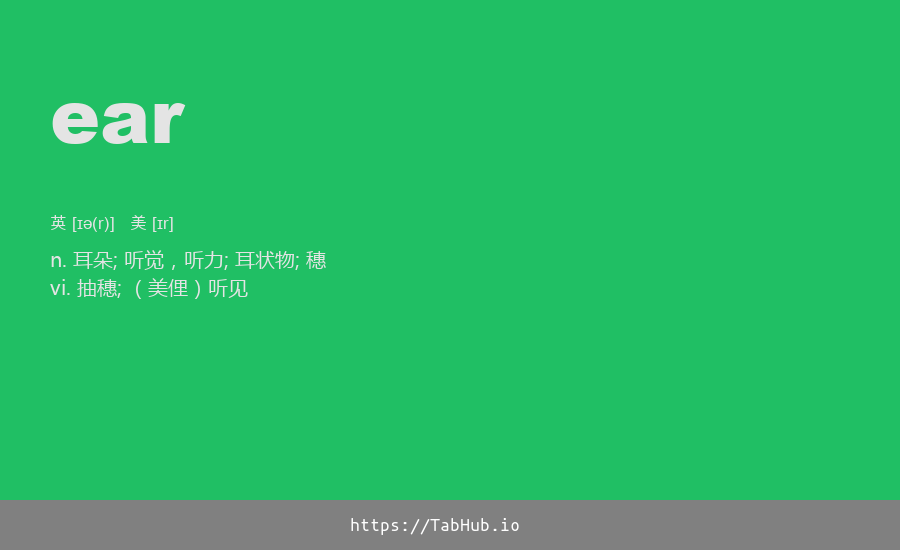 ear
英 [ɪə(r)] 美 [ɪr]
n. 耳朵; 听觉，听力; 耳状物; 穗
vi. 抽穗; （美俚）听见
https://TabHub.io